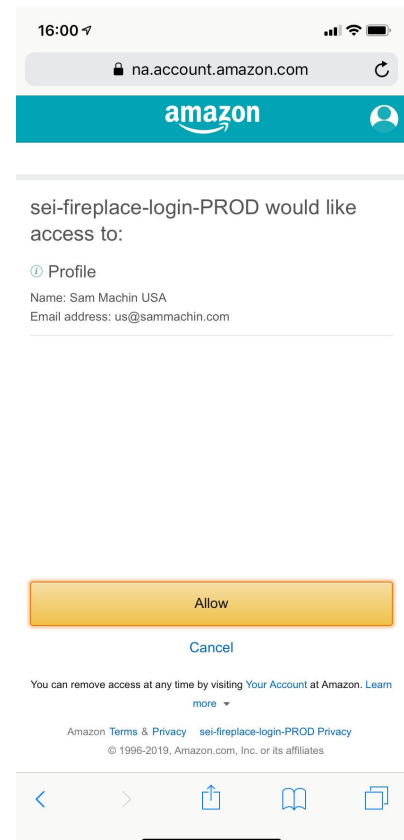 16:00
na.account.amazon.com
amazon
sei-fireplace-login-PROD would like
access to:
i Profile
Name: Sam Machin USA
Email address: us@sammachin.com
Allow
Cancel
You can remove access at any time by visiting Your Account at Amazon. Learn
more
Amazon Terms & Privacy sei-fireplace-login-PROD Privacy
© 1996-2019, Amazon.com, Inc. or its affiliates